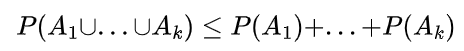 P(A₁∪...∪Aₖ) ≤ P(A₁)+...+P(Aₖ)